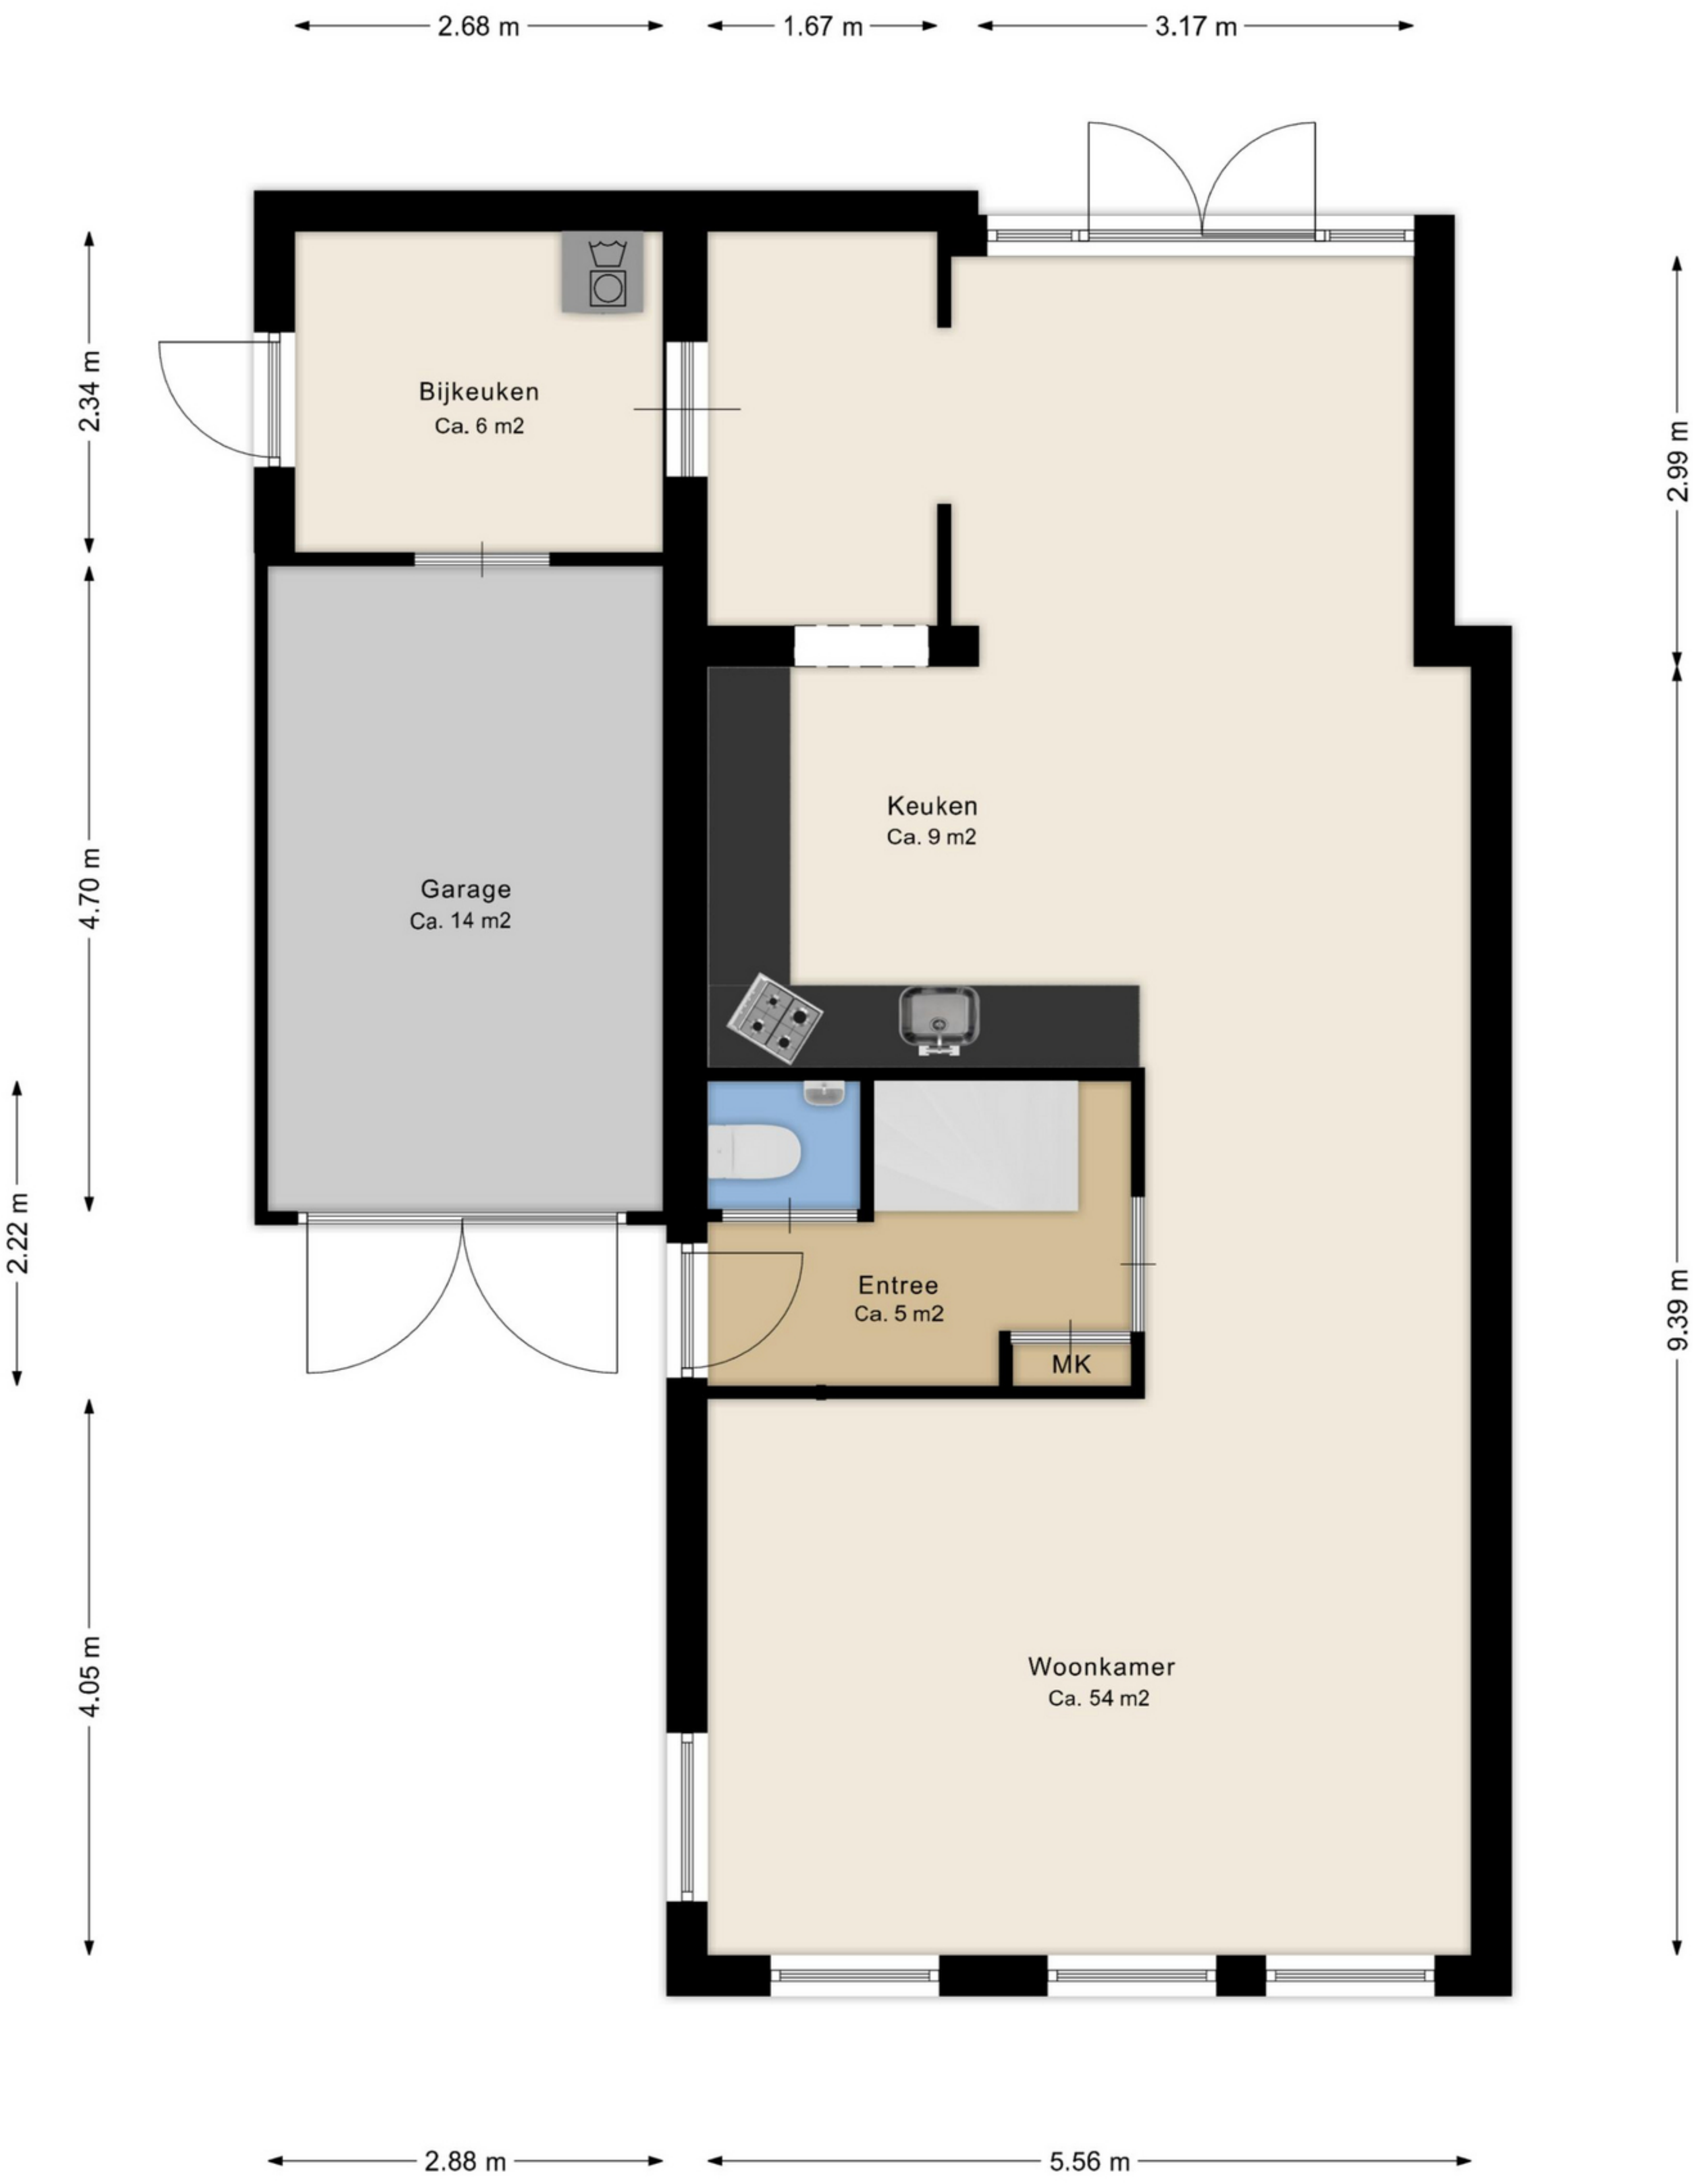 2.68 m
1.67 m
3.17 m
2.34 m
2.99 m
Bijkeuken
Ca. 6 m2
Keuken
Ca. 9 m2
4.70 m
Garage
Ca. 14 m2
2.22 m
Entree
Ca. 5 m2
9.39 m
MK
4.05 m
Woonkamer
Ca. 54 m2
2.88 m
5.56 m